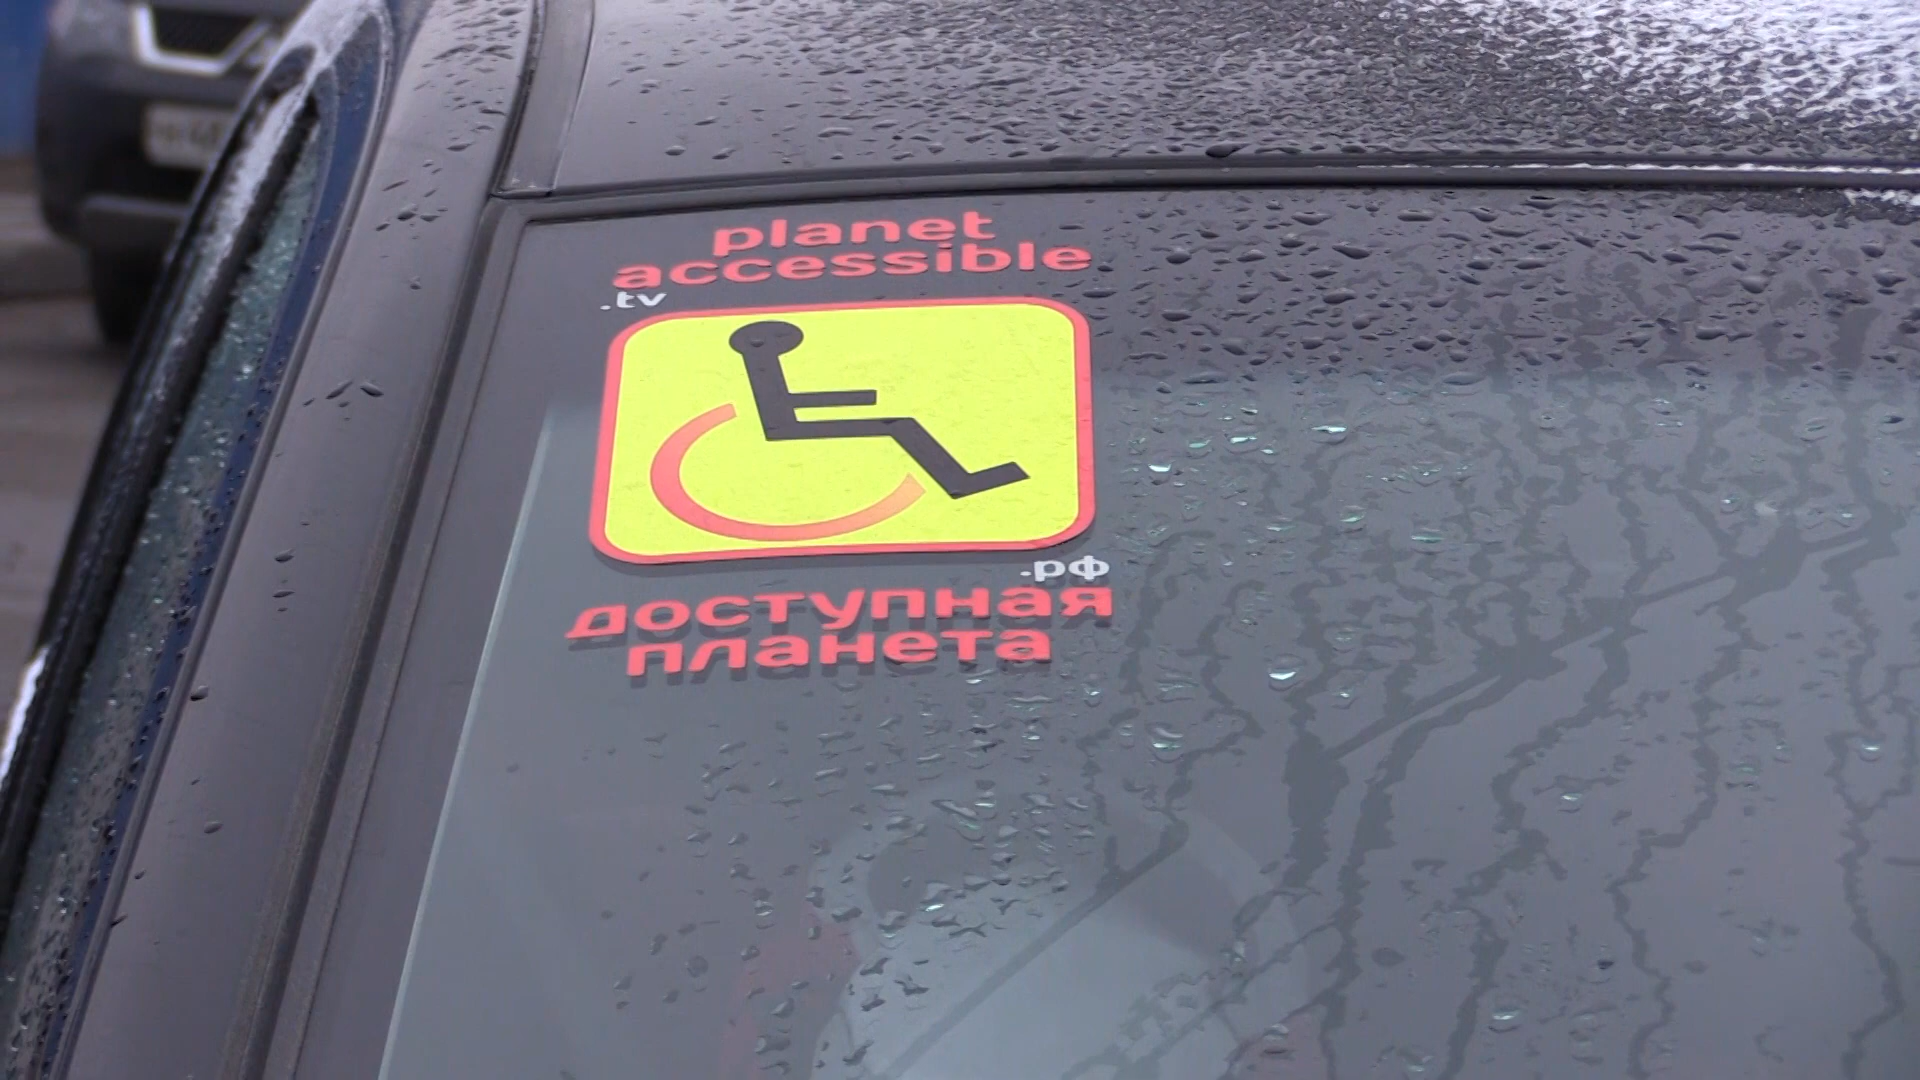 planet
accessible
.tv
.рф
доступная
планета